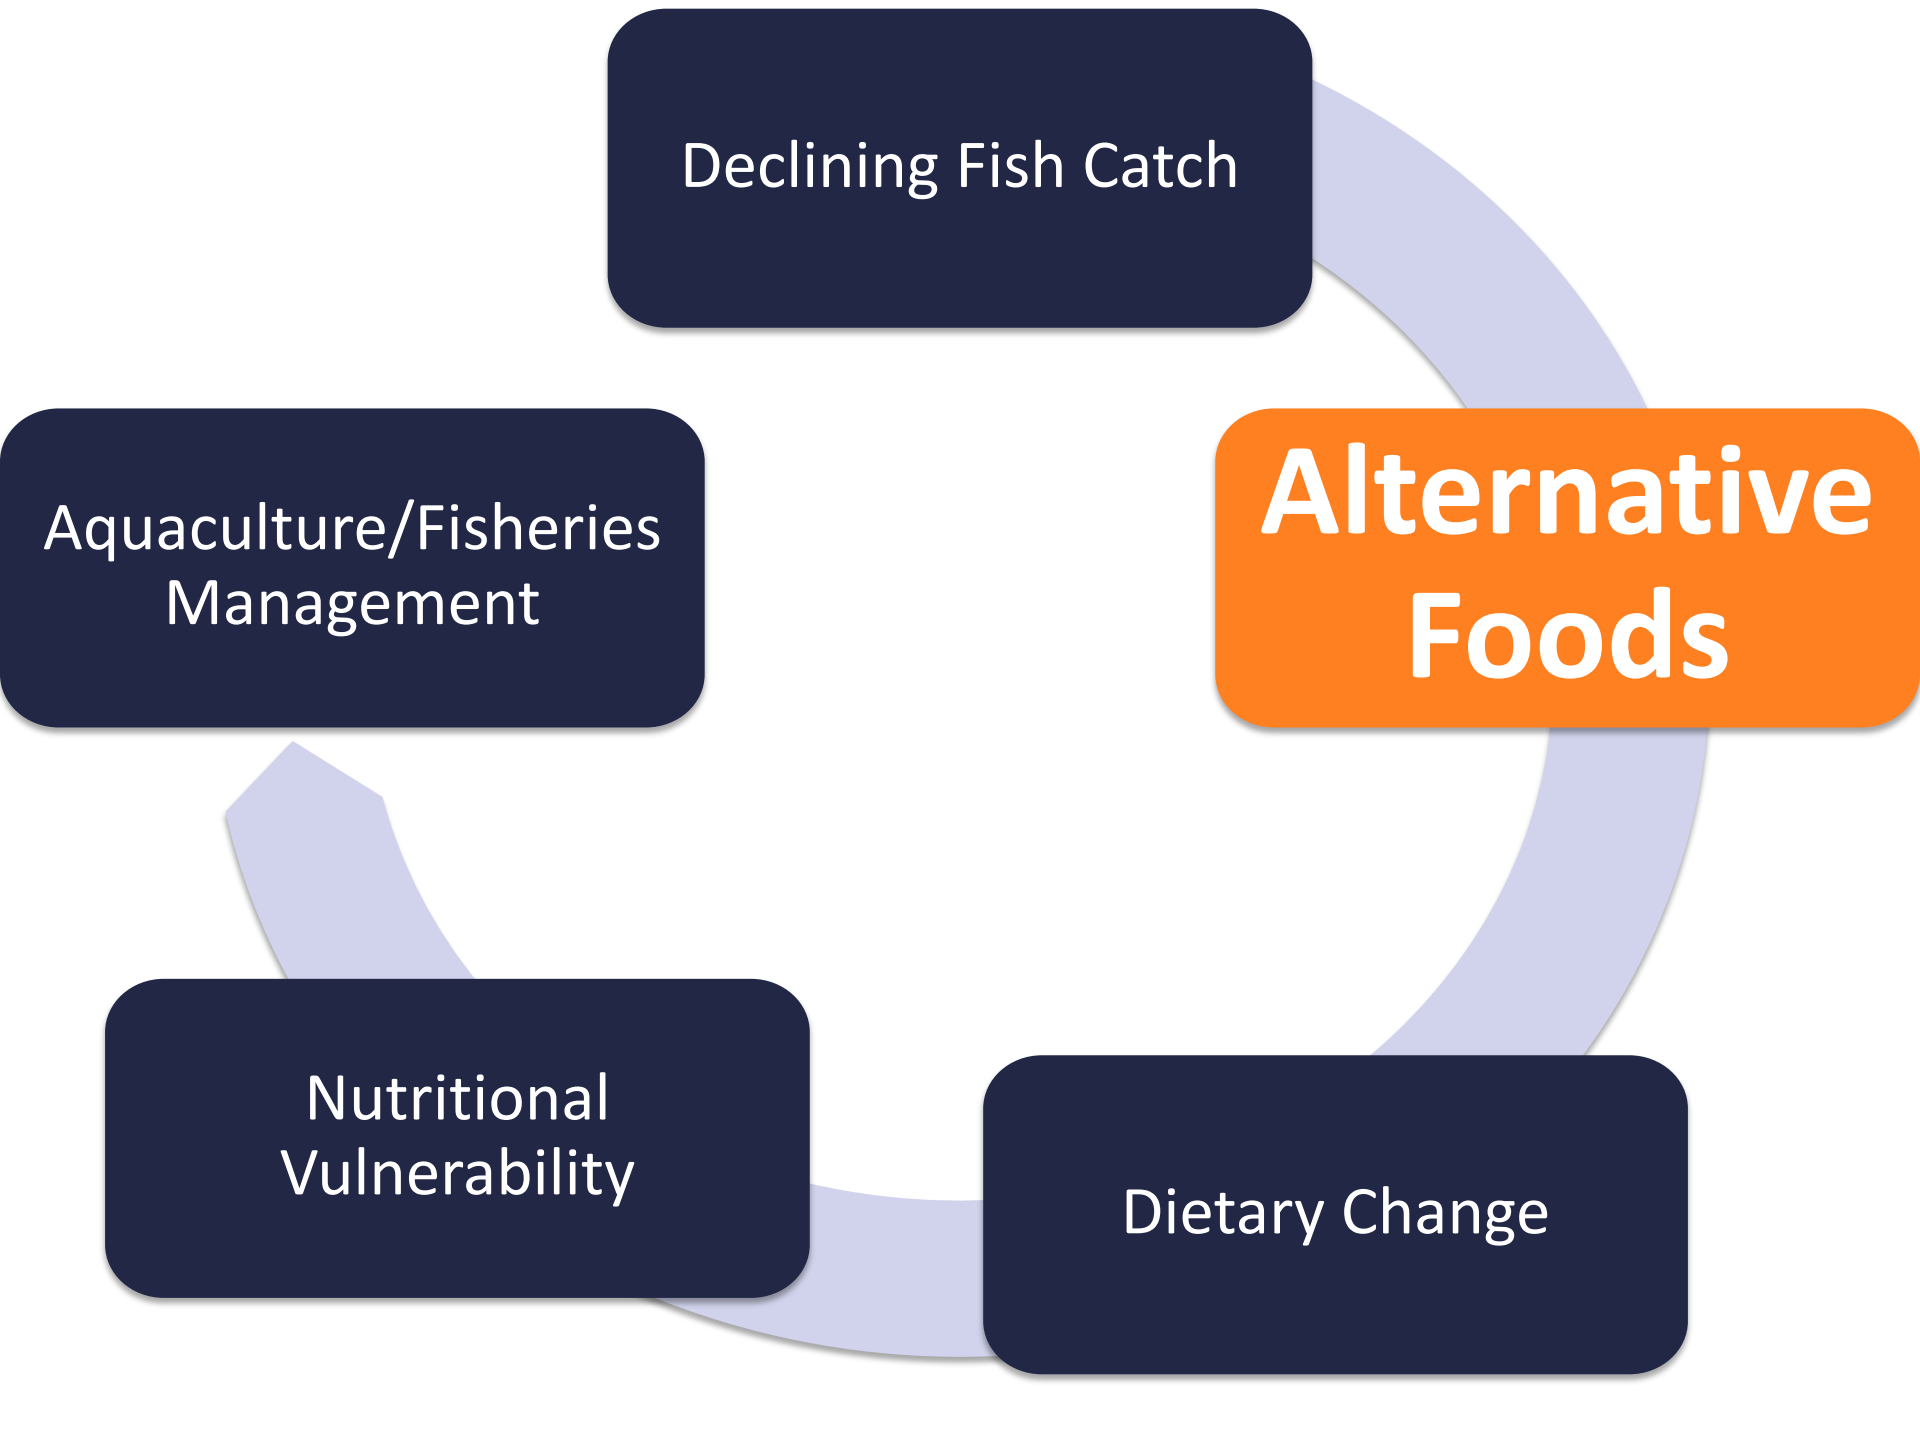 Declining Fish Catch
Alternative
Foods
Dietary Change
Nutritional
Vulnerability
Aquaculture/Fisheries
Management